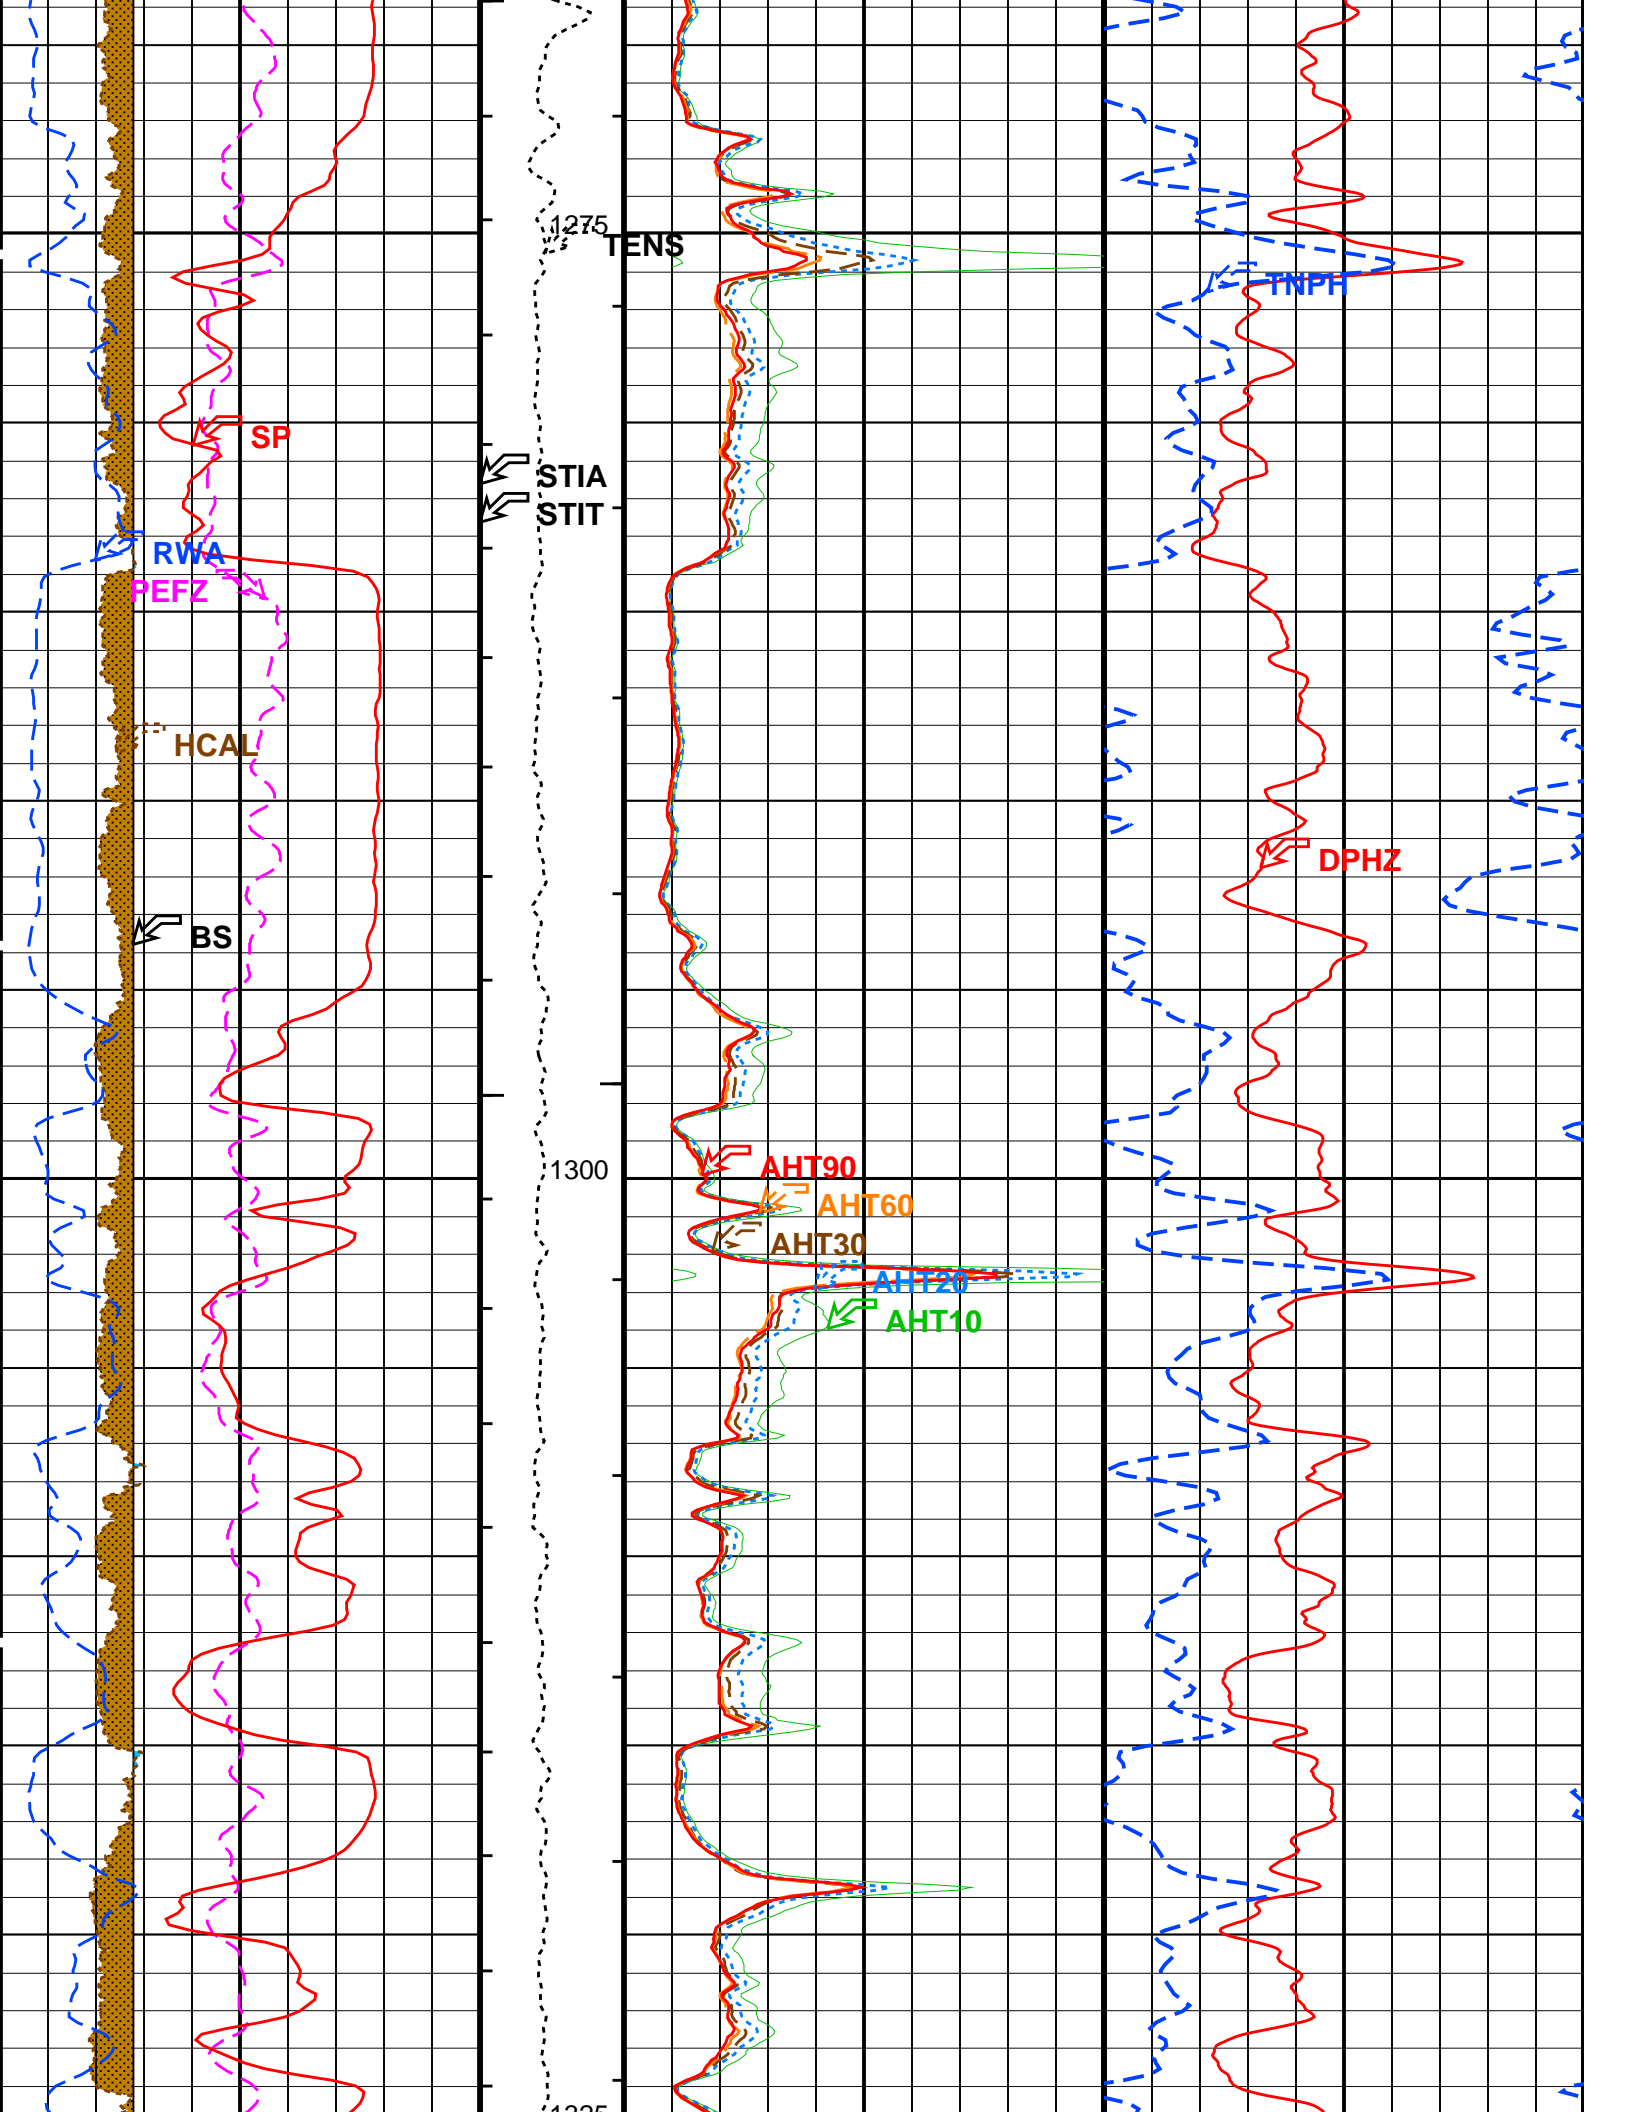 1275
TENS
TNPH
SP
STIA
STIT
RWA
PEFZ
HCAL
DPHZ
BS
1300
AHT90
AHT60
AHT30
AHT20
AHT10